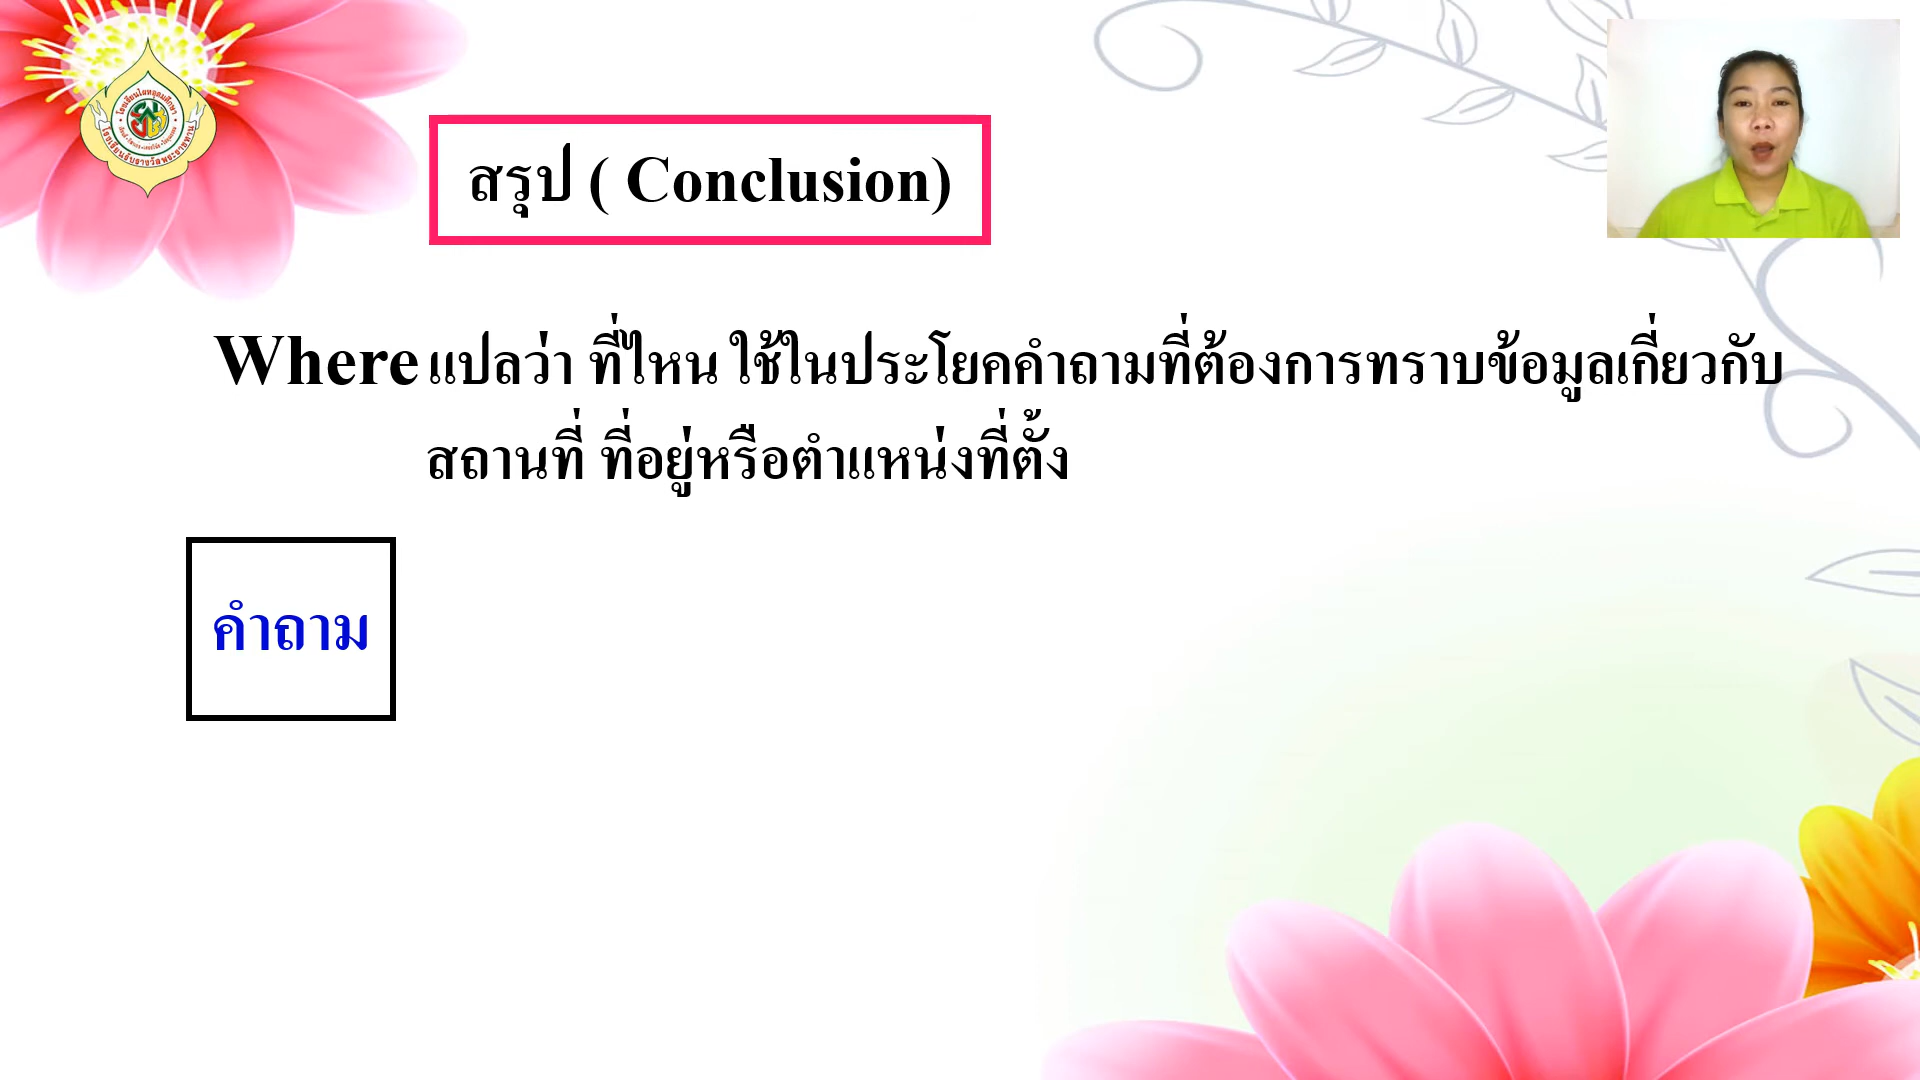 สรุป ( Conclusion)
Where แปลว่า ที่ไหน ใช้ในประโยคคำถามที่ต้องการทราบข้อมูลเกี่ยวกับ
สถานที่ ที่อยู่หรือตำแหน่งที่ตั้ง
คำถาม